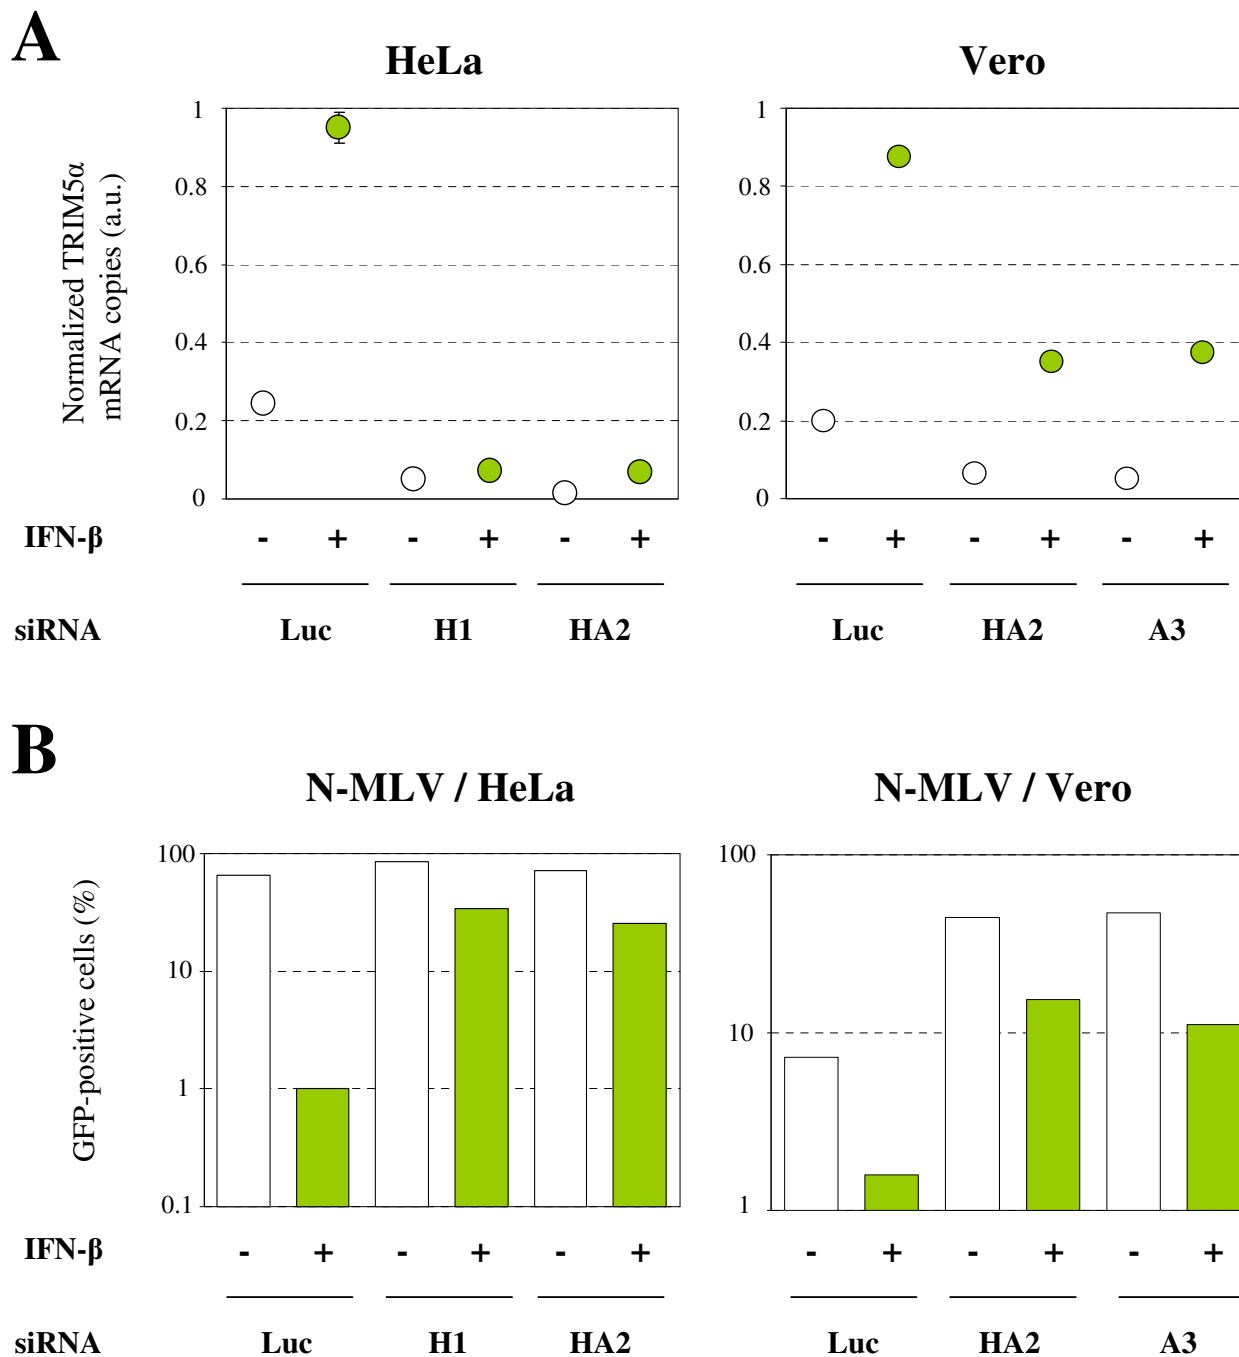 A
HeLa
Vero
Normalized TRIM5α
mRNA copies (a.u.)
1
0.8
0.6
0.4
0.2
0
1
0.8
0.6
0.4
0.2
0
IFN-β - + - + - + - + - + - +
siRNA Luc H1 HA2 Luc HA2 A3
B
N-MLV / HeLa
N-MLV / Vero
GFP-positive cells (%)
100
10
1
0.1
100
10
1
IFN-β - + - + - + - + - + - +
siRNA Luc H1 HA2 Luc HA2 A3